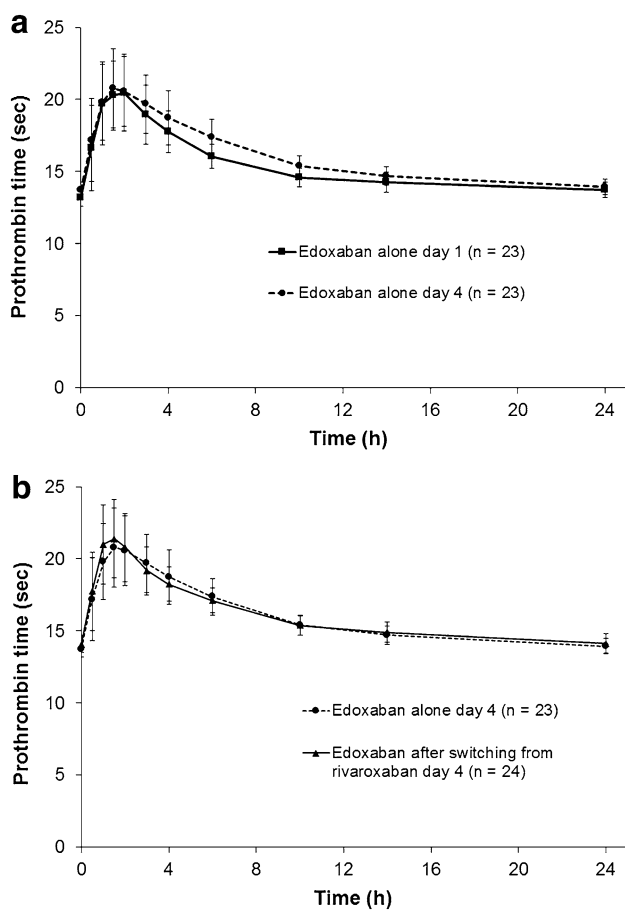 a
25
20
15
10
5
0
Prothrombin time (sec)
Edoxaban alone day 1 (n = 23)
Edoxaban alone day 4 (n = 23)
0 4 8 12 16 20 24
Time (h)
b
25
20
15
10
5
0
Prothrombin time (sec)
Edoxaban alone day 4 (n = 23)
Edoxaban after switching from
rivaroxaban day 4 (n = 24)
0 4 8 12 16 20 24
Time (h)